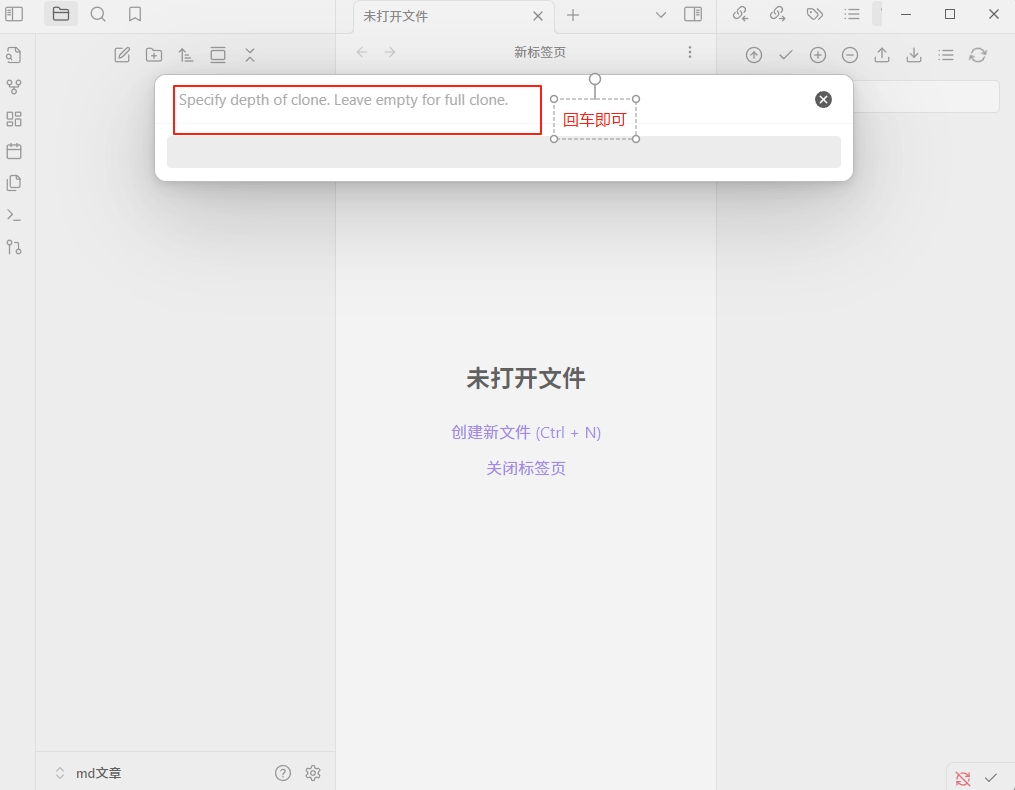 未打开文件
新标签页
Specify depth of clone. Leave empty for full clone.
回车即可
未打开文件
创建新文件 (Ctrl + N)
关闭标签页
md文章